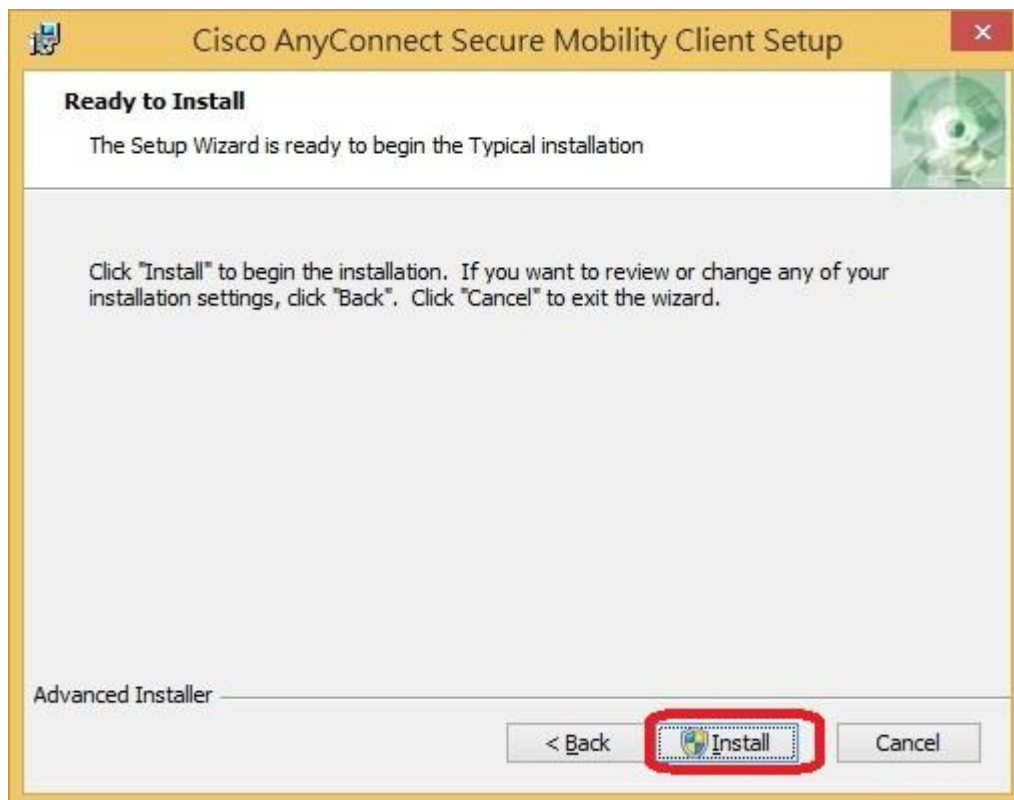 Cisco AnyConnect Secure Mobility Client Setup
Ready to Install
The Setup Wizard is ready to begin the Typical installation
Click "Install" to begin the installation.  If you want to review or change any of your
installation settings, click "Back".  Click "Cancel" to exit the wizard.
Advanced Installer
< Back
Install
Cancel